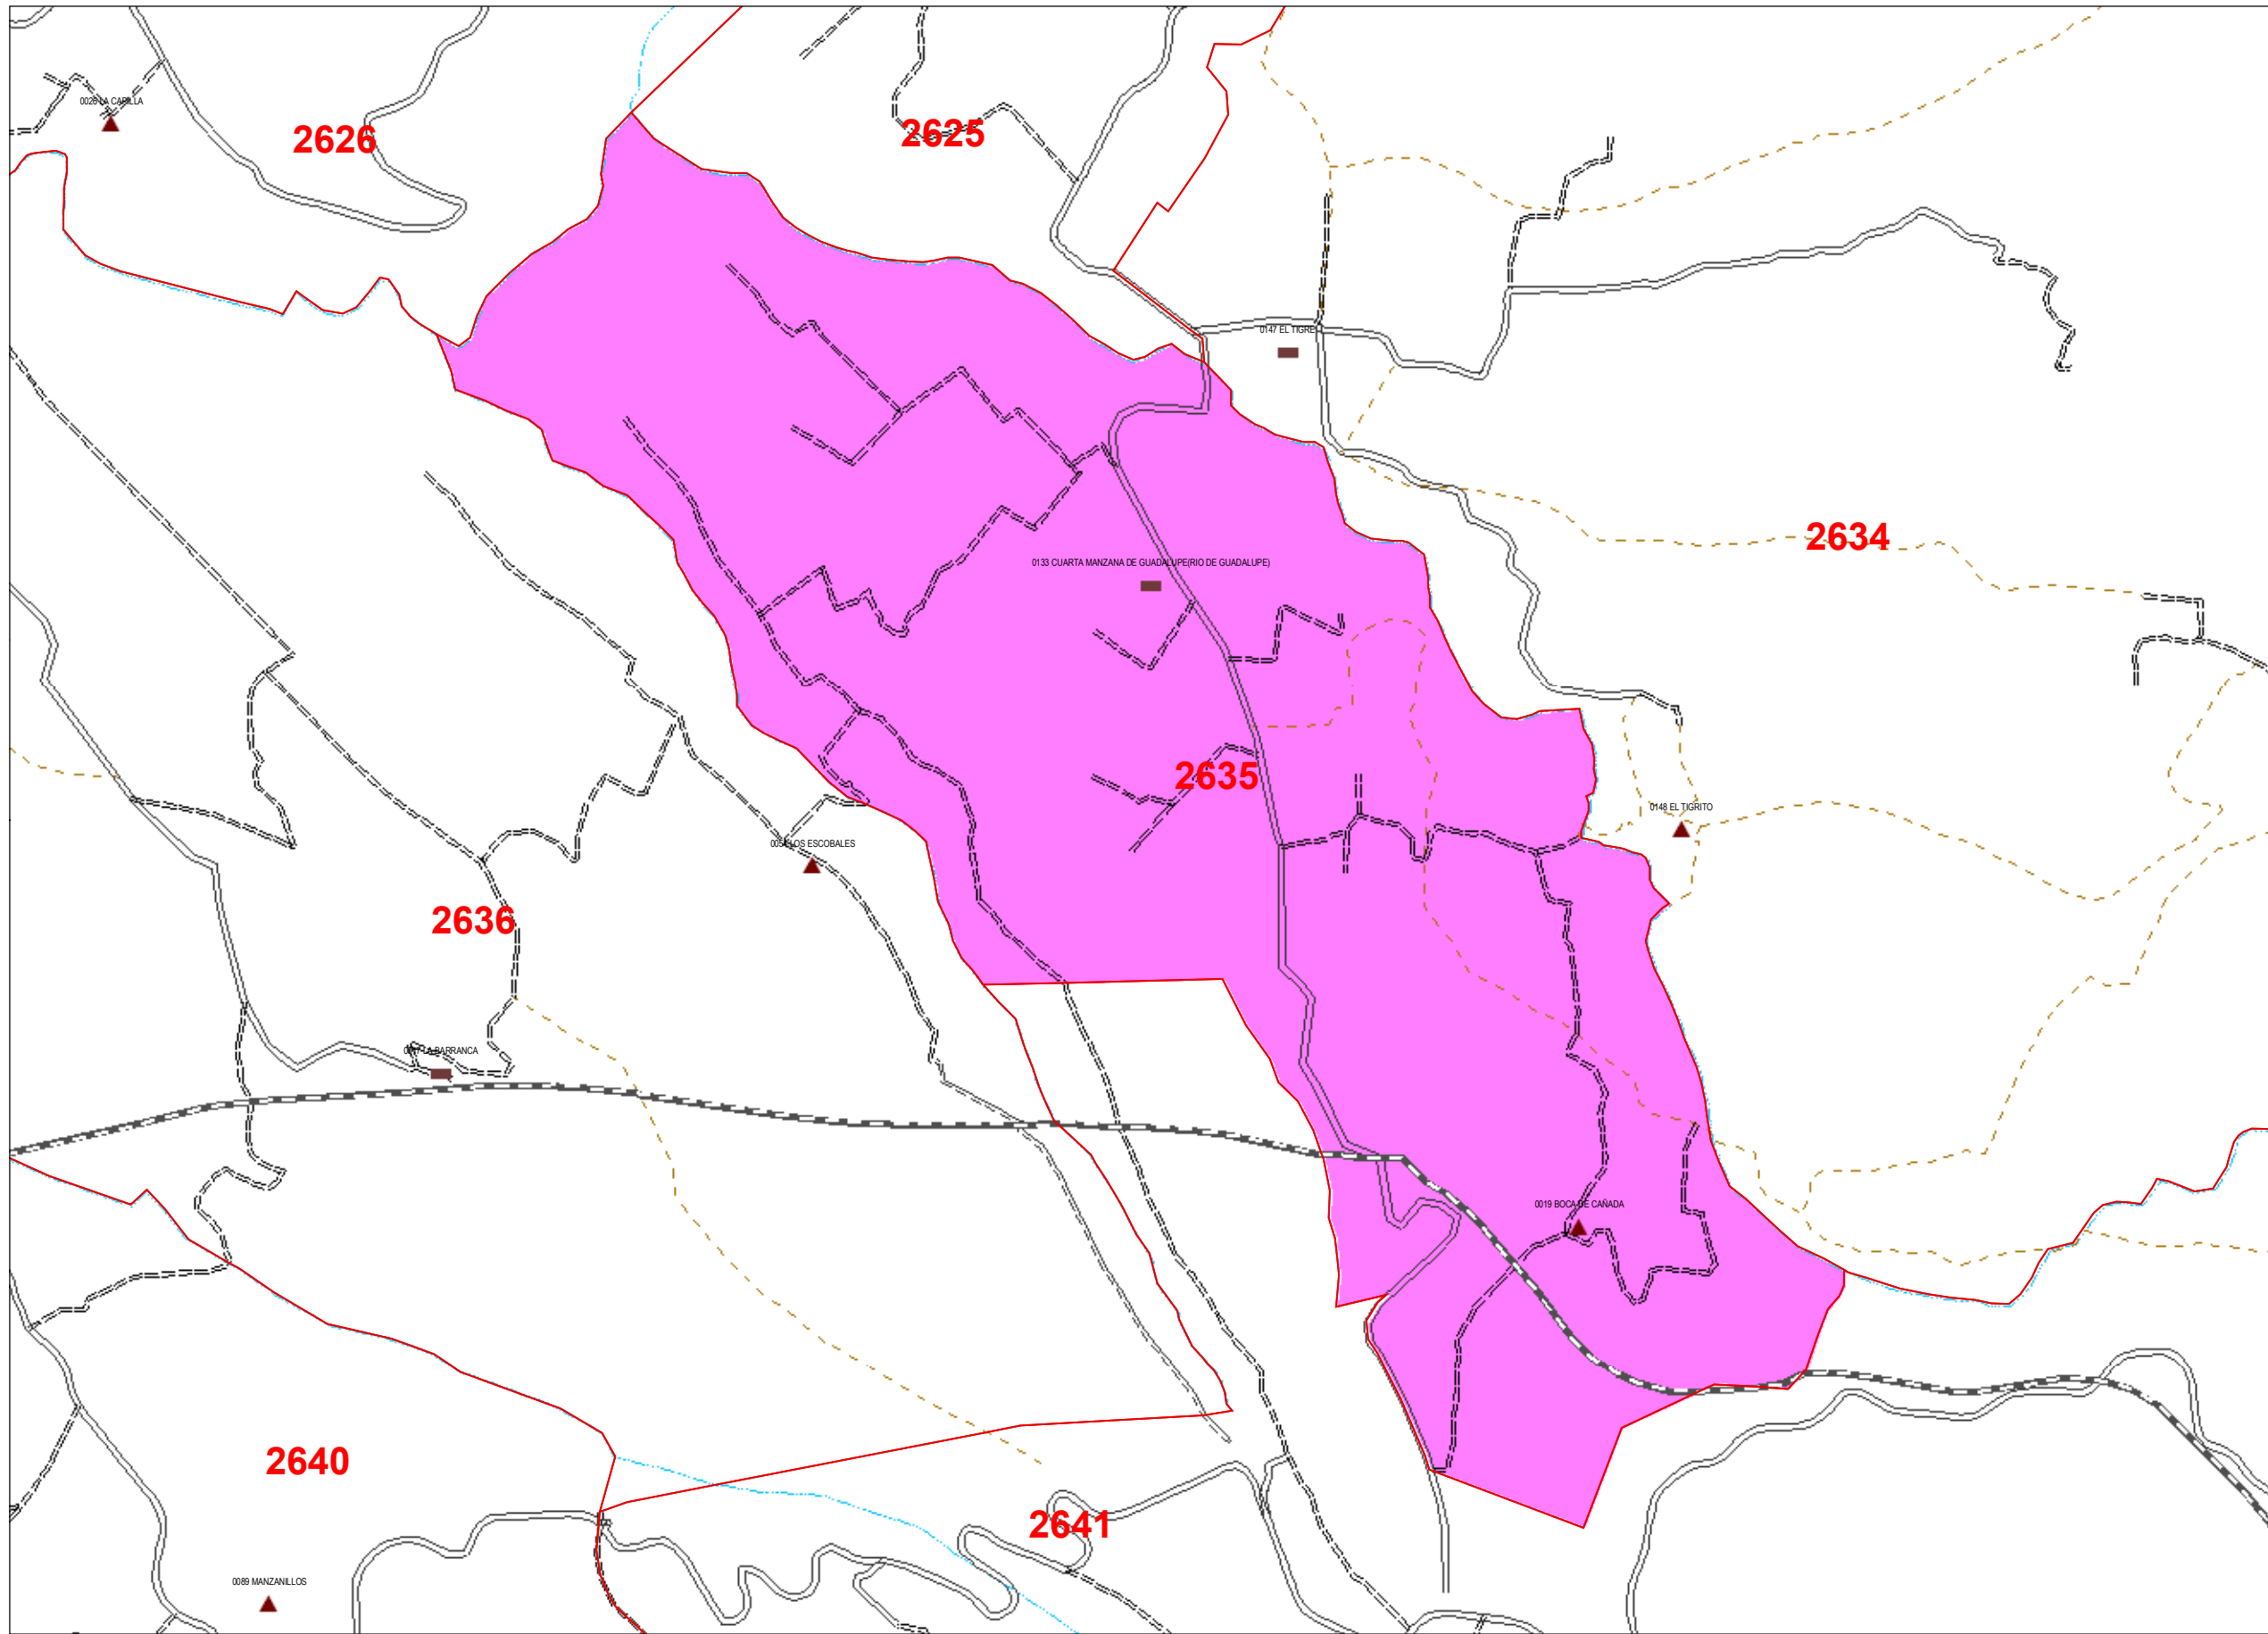 0026 LA CAPILLA
2626
2625
0147 EL TIGRE
2634
0133 CUARTA MANZANA DE GUADALUPE(RIO DE GUADALUPE)
2635
0148 EL TIGRITO
LOS ESCOBALES
2636
LA BARRANCA
0019 BOCA DE CAÑADA
2640
2641
0089 MANZANILLOS